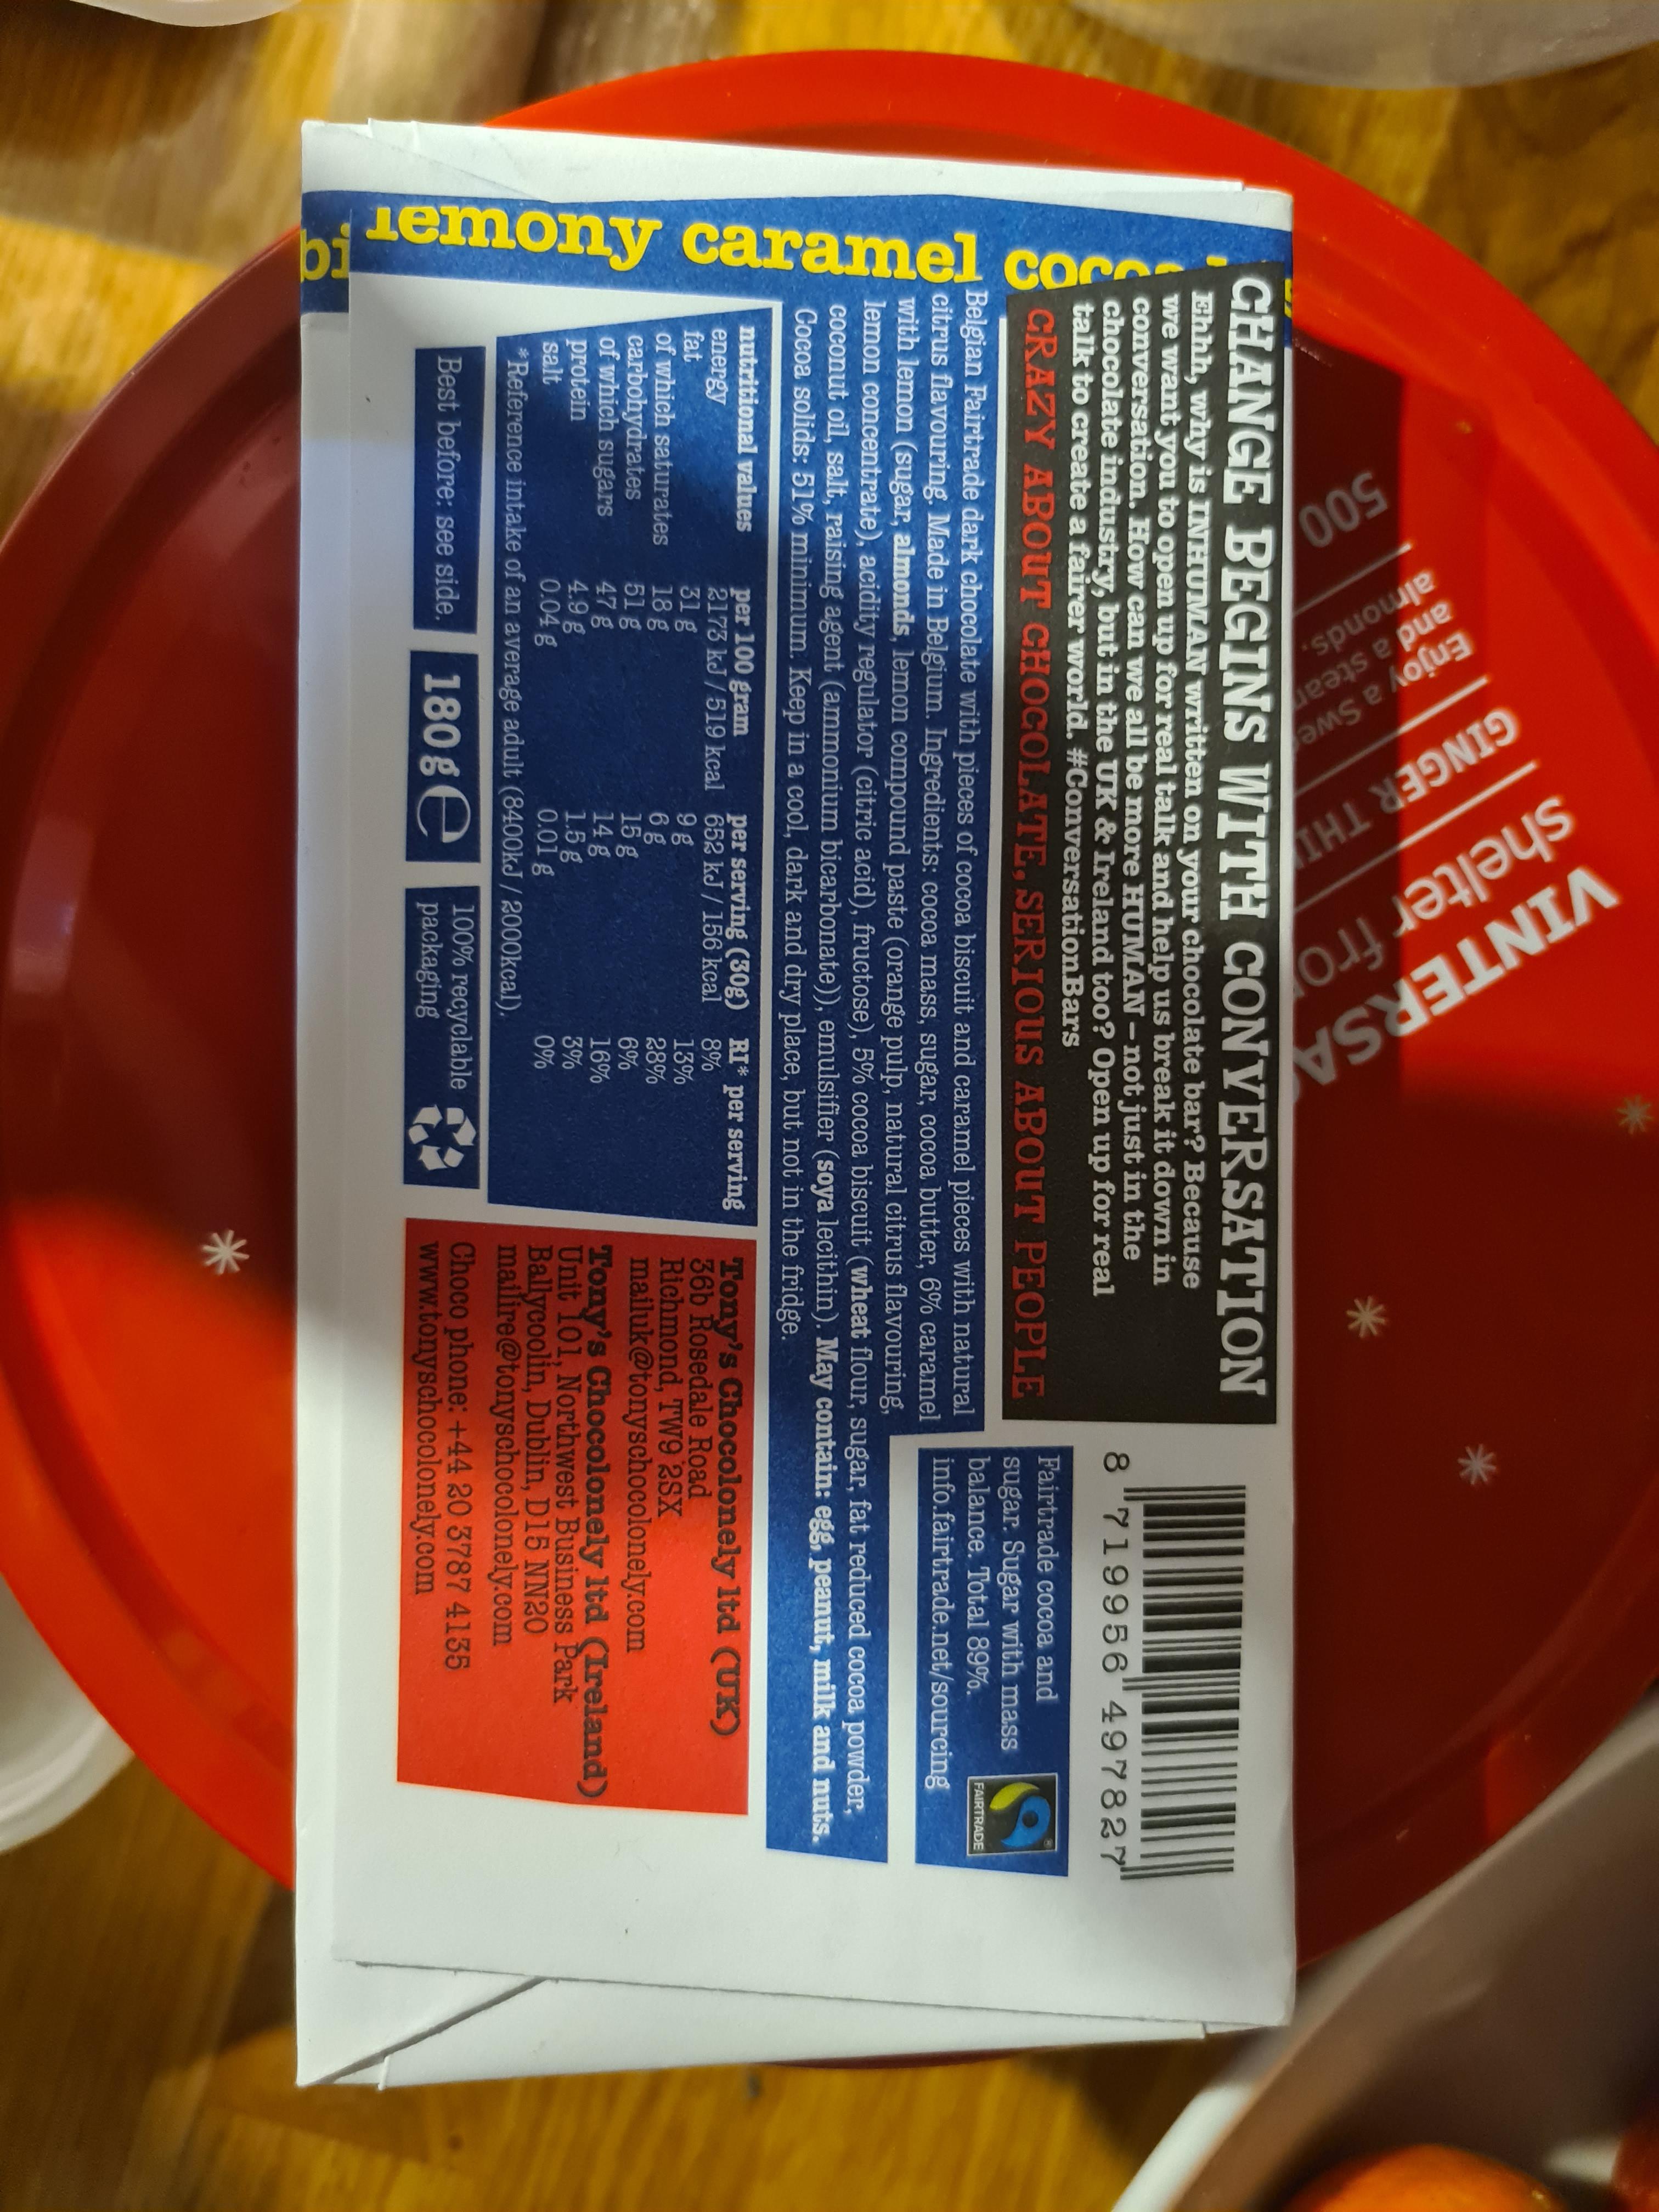 lemony caramel
bi
CHANGE BEGINS WITH CONVERSATION
Ehhh, why is INHUMAN written on your chocolate bar? Because
we want you to open up for real talk and help us break it down in
conversation. How can we all be more HUMAN – not just in the
chocolate industry, but in the UK & Ireland too? Open up for real
talk to create a fairer world. #ConversationBars
CRAZY ABOUT CHOCOLATE, SERIOUS ABOUT PEOPLE
8 719956 497827
Belgian Fairtrade dark chocolate with pieces of cocoa biscuit and caramel pieces with natural
citrus flavouring. Made in Belgium. Ingredients: cocoa mass, sugar, cocoa butter, 6% caramel
with lemon (sugar, almonds, lemon compound paste (orange pulp, natural citrus flavouring,
lemon concentrate), acidity regulator (citric acid), fructose), 5% cocoa biscuit (wheat flour, sugar, fat reduced cocoa powder,
coconut oil, salt, raising agent (ammonium bicarbonate)), emulsifier (soya lecithin). May contain: egg, peanut, milk and nuts.
Cocoa solids: 51% minimum. Keep in a cool, dark and dry place, but not in the fridge.
Fairtrade cocoa and
sugar. Sugar with mass
balance. Total 89%.
info.fairtrade.net/sourcing
FAIRTRADE
nutritional values per 100 gram per serving (30g) RI* per serving
energy 2173 kJ / 519 kcal 652 kJ / 156 kcal 8%
fat 31 g 9 g 13%
of which saturates 18 g 6 g 28%
carbohydrates 51 g 15 g 6%
of which sugars 47 g 14 g 16%
protein 4.9 g 1.5 g 3%
salt 0.04 g 0.01 g 0%
*Reference intake of an average adult (8400kJ / 2000kcal).
Best before: see side.
180 g e
100% recyclable
packaging
Tony's Chocolonely ltd (UK)
36b Rosedale Road
Richmond, TW9 2SX
mailuk@tonyschocolonely.com
Tony's Chocolonely ltd (Ireland)
Unit 101, Northwest Business Park
Ballycoolin, Dublin, D15 NN20
mailire@tonyschocolonely.com
Choco phone: +44 20 3787 4135
www.tonyschocolonely.com
VINTERSA
shelter fro
GINGER THI
Enjoy a Swe
and a stea
almonds.
500